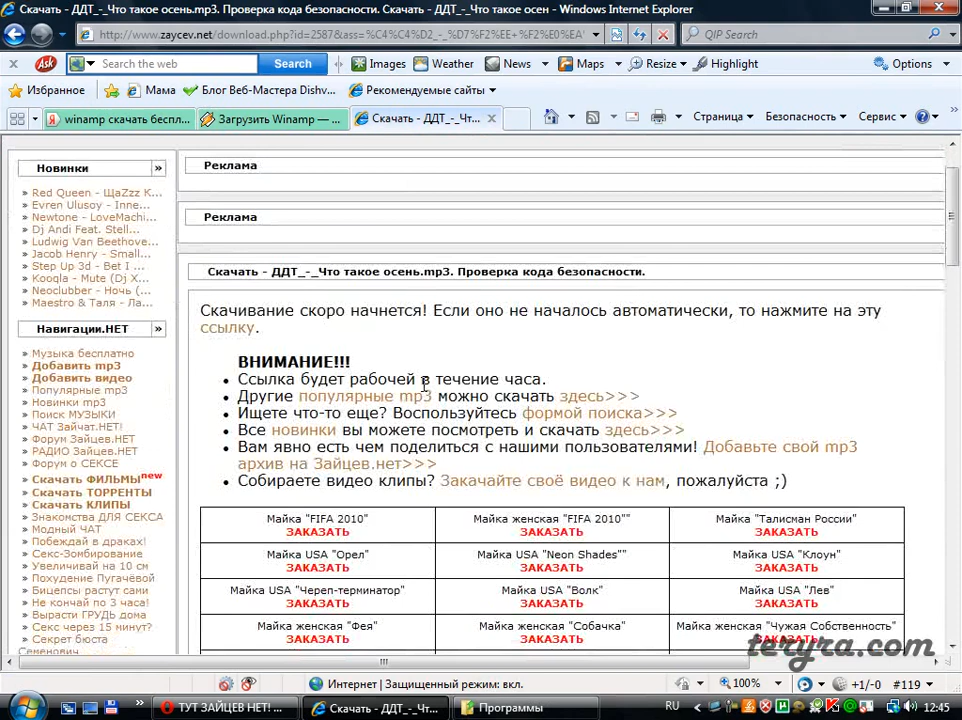 Скачать - ДДТ_-_Что такое осень.mp3. Проверка кода безопасности. Скачать - ДДТ_-_Что такое осен - Windows Internet Explorer
http://www.zaycev.net/download.php?id=2587&ass=%C4%C4%D2_-_%D7%F2%EE+%F2%E0%EA'
QIP Search
Ask
Search the web
Search
Images
Weather
News
Maps
Resize
Highlight
Options
Избранное
Мама
Блог Веб-Мастера Dishv...
Рекомендуемые сайты
winamp скачать беспл...
Загрузить Winamp — ...
Скачать - ДДТ_-_Чт...
Страница
Безопасность
Сервис
Новинки »
» Red Queen - ЩаZzz K...
» Evren Ulusoy - Inne...
» Newtone - LoveMachi...
» Dj Andi Feat. Stell...
» Ludwig Van Beethove...
» Jacob Henry - Small...
» Step Up 3d - Bet I ...
» Kooqla - Mute (Dj X...
» Neoclubber - Ночь (...
» Maestro & Таля - Ла...
Навигации.НЕТ »
» Музыка бесплатно
» Добавить mp3
» Добавить видео
» Популярные mp3
» Новинки mp3
» Поиск МУЗЫКИ
» ЧАТ Зайчат.НЕТ!
» Форум Зайцев.НЕТ
» РАДИО Зайцев.НЕТ
» Форум о СЕКСЕ
» Скачать ФИЛЬМЫ new
» Скачать ТОРРЕНТЫ
» Скачать КЛИПЫ
» Знакомства ДЛЯ СЕКСА
» Модный ЧАТ
» Победай в драках!
» Секс-Зомбирование
» Увеличивай на 10 см
» Похудение Пугачёвой
» Бицепсы растут сами
» Не кончай по 3 часа!
» Вырасти ГРУДЬ дома
» Секс через 15 минут?
» Секрет бюста
Семенович
Реклама
Реклама
Скачать - ДДТ_-_Что такое осень.mp3. Проверка кода безопасности.
Скачивание скоро начнется! Если оно не началось автоматически, то нажмите на эту
ссылку.
ВНИМАНИЕ!!!
• Ссылка будет рабочей в течение часа.
• Другие популярные mp3 можно скачать здесь>>>
• Ищете что-то еще? Воспользуйтесь формой поиска>>>
• Все новинки вы можете посмотреть и скачать здесь>>>
• Вам явно есть чем поделиться с нашими пользователями! Добавьте свой mp3
архив на Зайцев.нет>>>
• Собираете видео клипы? Закачайте своё видео к нам, пожалуйста ;)
Майка "FIFA 2010" Майка женская "FIFA 2010"" Майка "Талисман России"
ЗАКАЗАТЬ ЗАКАЗАТЬ ЗАКАЗАТЬ
Майка USA "Орел" Майка USA "Neon Shades"" Майка USA "Клоун"
ЗАКАЗАТЬ ЗАКАЗАТЬ ЗАКАЗАТЬ
Майка USA "Череп-терминатор" Майка USA "Волк" Майка USA "Лев"
ЗАКАЗАТЬ ЗАКАЗАТЬ ЗАКАЗАТЬ
Майка женская "Фея" Майка женская "Собачка" Майка женская "Чужая Собственность"
ЗАКАЗАТЬ ЗАКАЗАТЬ ЗАКАЗАТЬ
teryra.com
Интернет | Защищенный режим: вкл.
100%
+1/-0
#119
ТУТ ЗАЙЦЕВ НЕТ! ...
Скачать - ДДТ_-_Чт...
Программы
RU
12:45